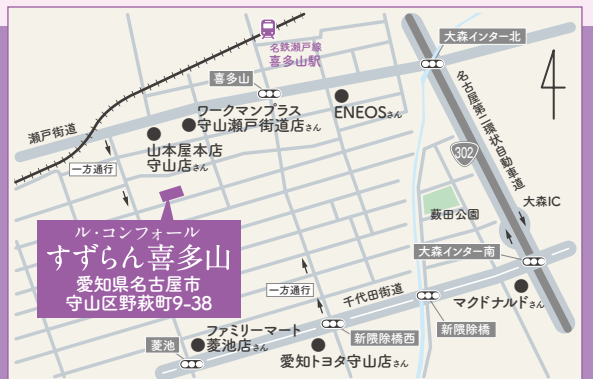 名鉄瀬戸線
喜多山駅
大森インター北
喜多山
瀬戸街道
ワークマンプラス
守山瀬戸街道店さん
ENEOSさん
名古屋第二環状自動車道
山本屋本店
守山店さん
302
一方通行
薮田公園
大森IC
ル・コンフォール
すずらん喜多山
愛知県名古屋市
守山区野萩町9-38
大森インター南
一方通行
千代田街道
マクドナルドさん
ファミリーマート
菱池店さん
菱池
新隈除橋西
新隈除橋
愛知トヨタ守山店さん
4